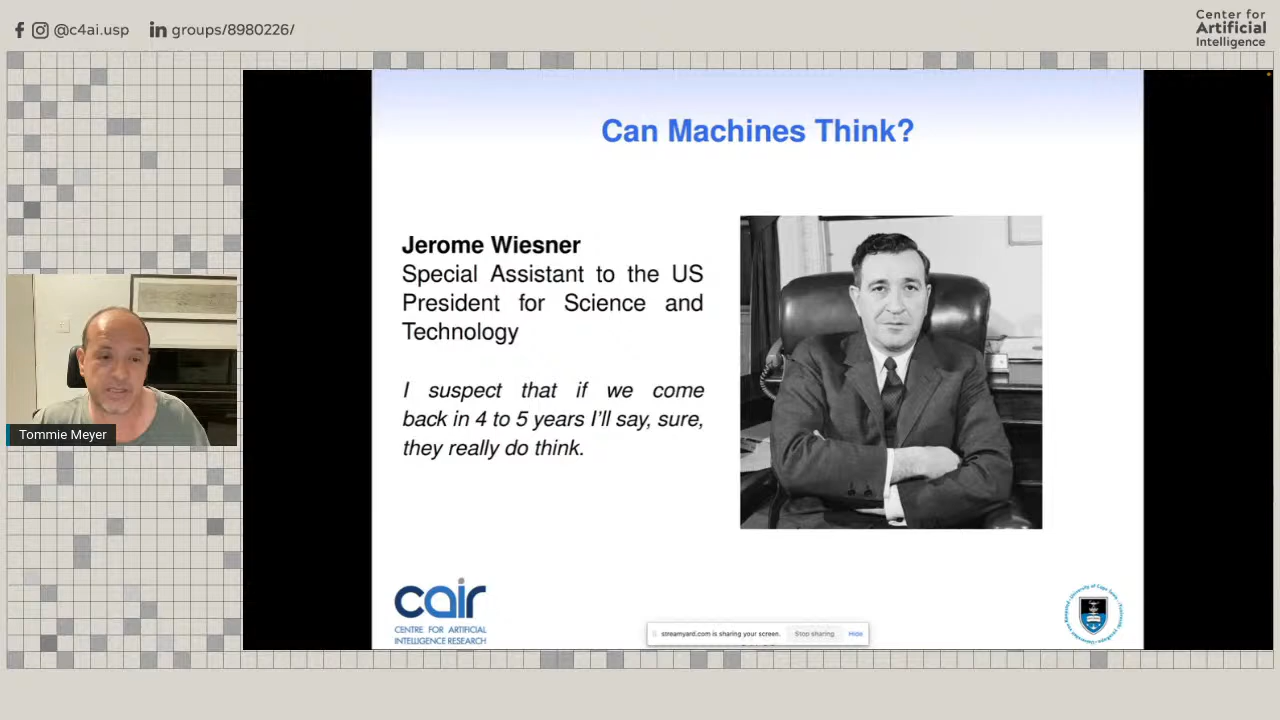 @c4ai.usp
in groups/8980226/
Center for
Artificial
Intelligence
Can Machines Think?
Jerome Wiesner
Special Assistant to the US
President for Science and
Technology
I suspect that if we come
back in 4 to 5 years I'll say, sure,
they really do think.
Tommie Meyer
cair
CENTRE FOR ARTIFICIAL
INTELLIGENCE RESEARCH
streamyard.com is sharing your screen.
Stop sharing
Hide